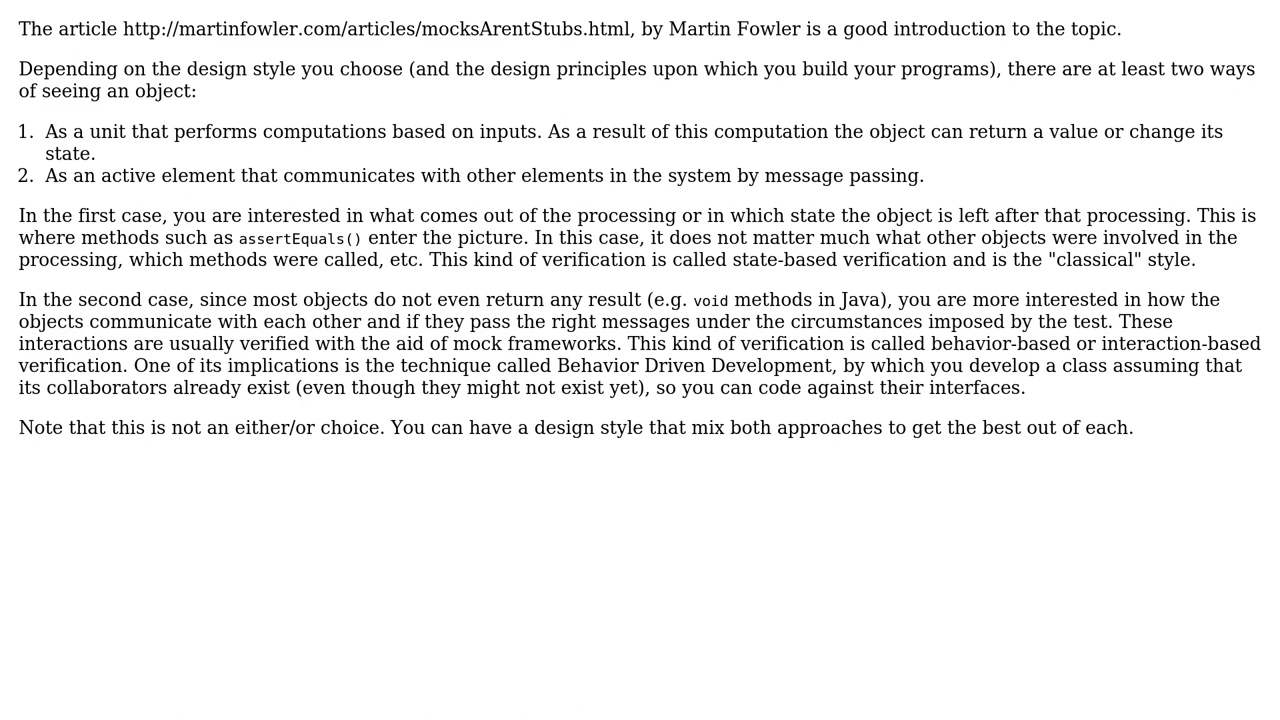 The article http://martinfowler.com/articles/mocksArentStubs.html, by Martin Fowler is a good introduction to the topic.
Depending on the design style you choose (and the design principles upon which you build your programs), there are at least two ways
of seeing an object:
1. As a unit that performs computations based on inputs. As a result of this computation the object can return a value or change its
state.
2. As an active element that communicates with other elements in the system by message passing.
In the first case, you are interested in what comes out of the processing or in which state the object is left after that processing. This is
where methods such as assertEquals() enter the picture. In this case, it does not matter much what other objects were involved in the
processing, which methods were called, etc. This kind of verification is called state-based verification and is the "classical" style.
In the second case, since most objects do not even return any result (e.g. void methods in Java), you are more interested in how the
objects communicate with each other and if they pass the right messages under the circumstances imposed by the test. These
interactions are usually verified with the aid of mock frameworks. This kind of verification is called behavior-based or interaction-based
verification. One of its implications is the technique called Behavior Driven Development, by which you develop a class assuming that
its collaborators already exist (even though they might not exist yet), so you can code against their interfaces.
Note that this is not an either/or choice. You can have a design style that mix both approaches to get the best out of each.